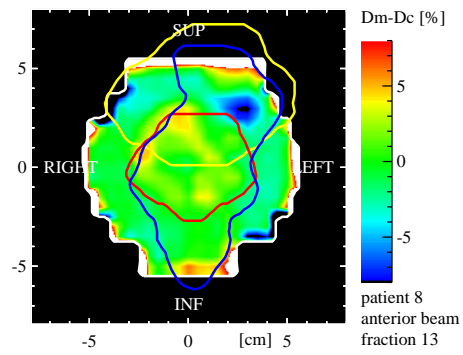 Dm-Dc [%]
SUP
5
5
RIGHT
LEFT
0
0
-5
-5
INF
-5
0
[cm]
5
patient 8
anterior beam
fraction 13